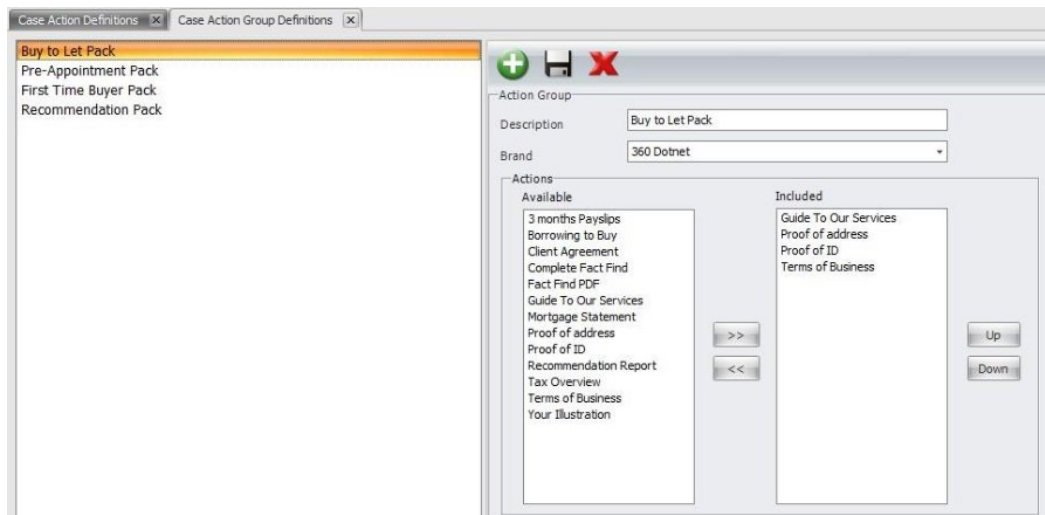 Case Action Definitions
Case Action Group Definitions
Buy to Let Pack
Pre-Appointment Pack
First Time Buyer Pack
Recommendation Pack
Action Group
Description
Buy to Let Pack
Brand
360 Dotnet
Actions
Available
3 months Payslips
Borrowing to Buy
Client Agreement
Complete Fact Find
Fact Find PDF
Guide To Our Services
Mortgage Statement
Proof of address
Proof of ID
Recommendation Report
Tax Overview
Terms of Business
Your Illustration
>>
<<
Included
Guide To Our Services
Proof of address
Proof of ID
Terms of Business
Up
Down